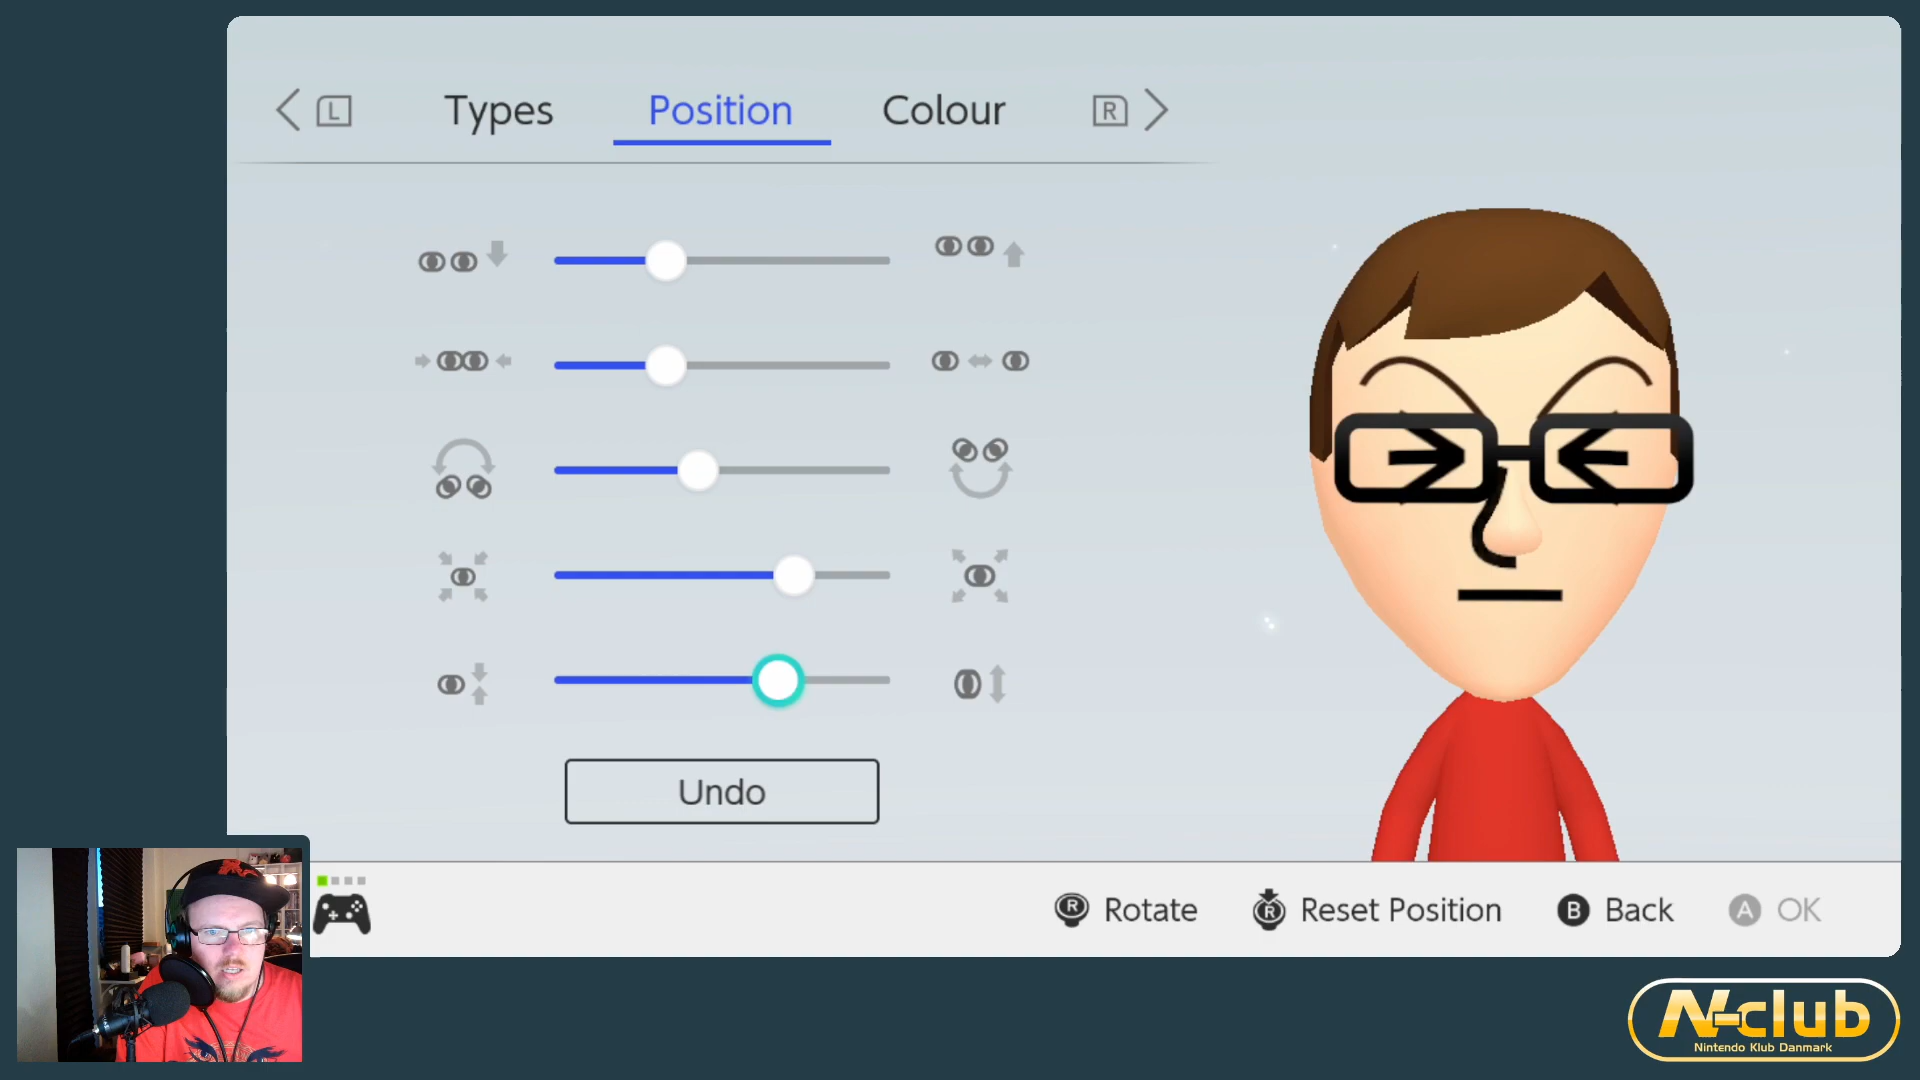 L
Types
Position
Colour
R
Undo
R Rotate
R Reset Position
B Back
A OK
N-club
Nintendo Klub Danmark